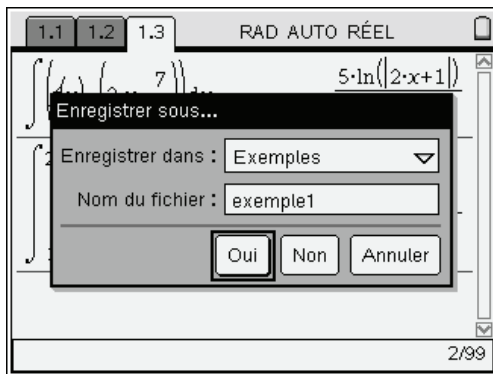 1.1 1.2 1.3 RAD AUTO RÉEL
7
5·ln(|2·x+1|)
Enregistrer sous...
Enregistrer dans : Exemples
Nom du fichier : exemple1
Oui Non Annuler
2/99